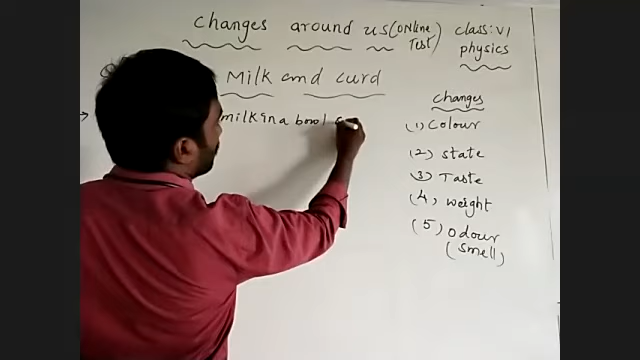 Changes around us (Online Test) class: VI
physics
Milk and curd
milk in a bowl
changes
(1) Colour
(2) state
(3) Taste
(4) weight
(5) Odour
(smell)